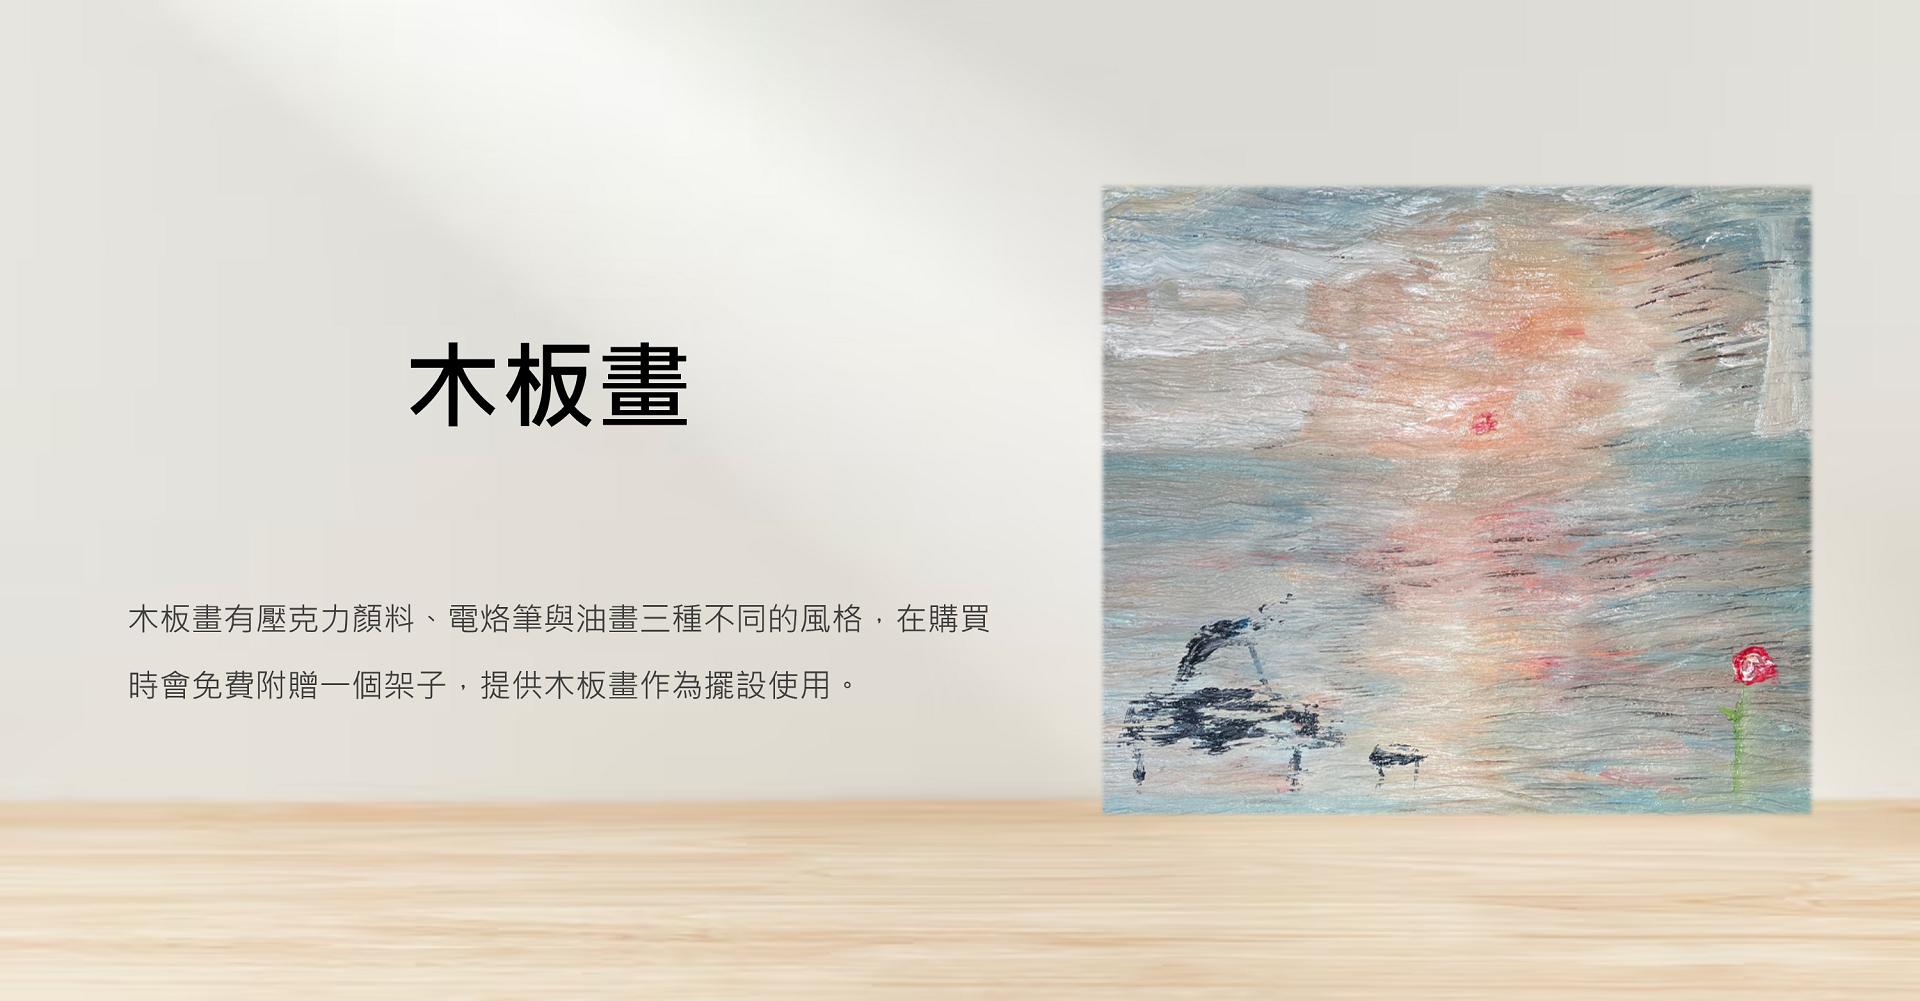 木板畫
木板畫有壓克力顏料、電烙筆與油畫三種不同的風格，在購買
時會免費附贈一個架子，提供木板畫作為擺設使用。